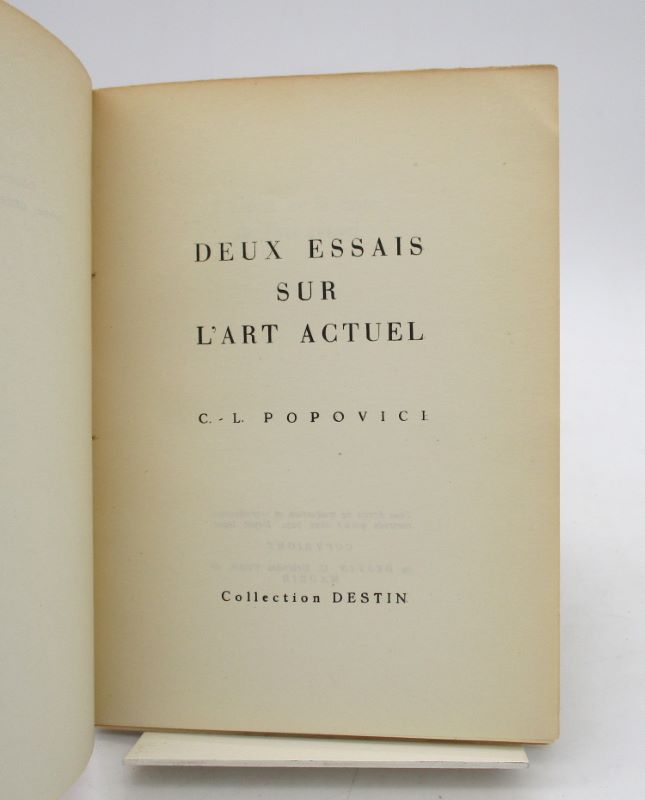 DEUX ESSAIS
SUR
L'ART ACTUEL
C.-L. POPOVICI
Collection DESTIN